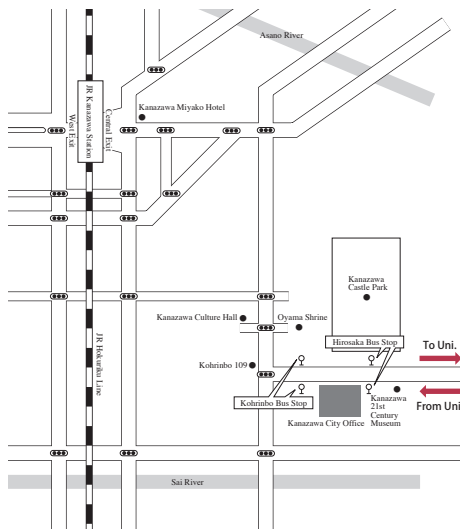 Asano River
Kanazawa Miyako Hotel
JR Kanazawa Station
Central Exit
West Exit
Kanazawa
Castle Park
Kanazawa Culture Hall
Oyama Shrine
Hirosaka Bus Stop
To Uni.
JR Hokuriku Line
Kohrinbo 109
Kohrinbo Bus Stop
Kanazawa City Office
Kanazawa
21st
Century
Museum
From Uni
Sai River